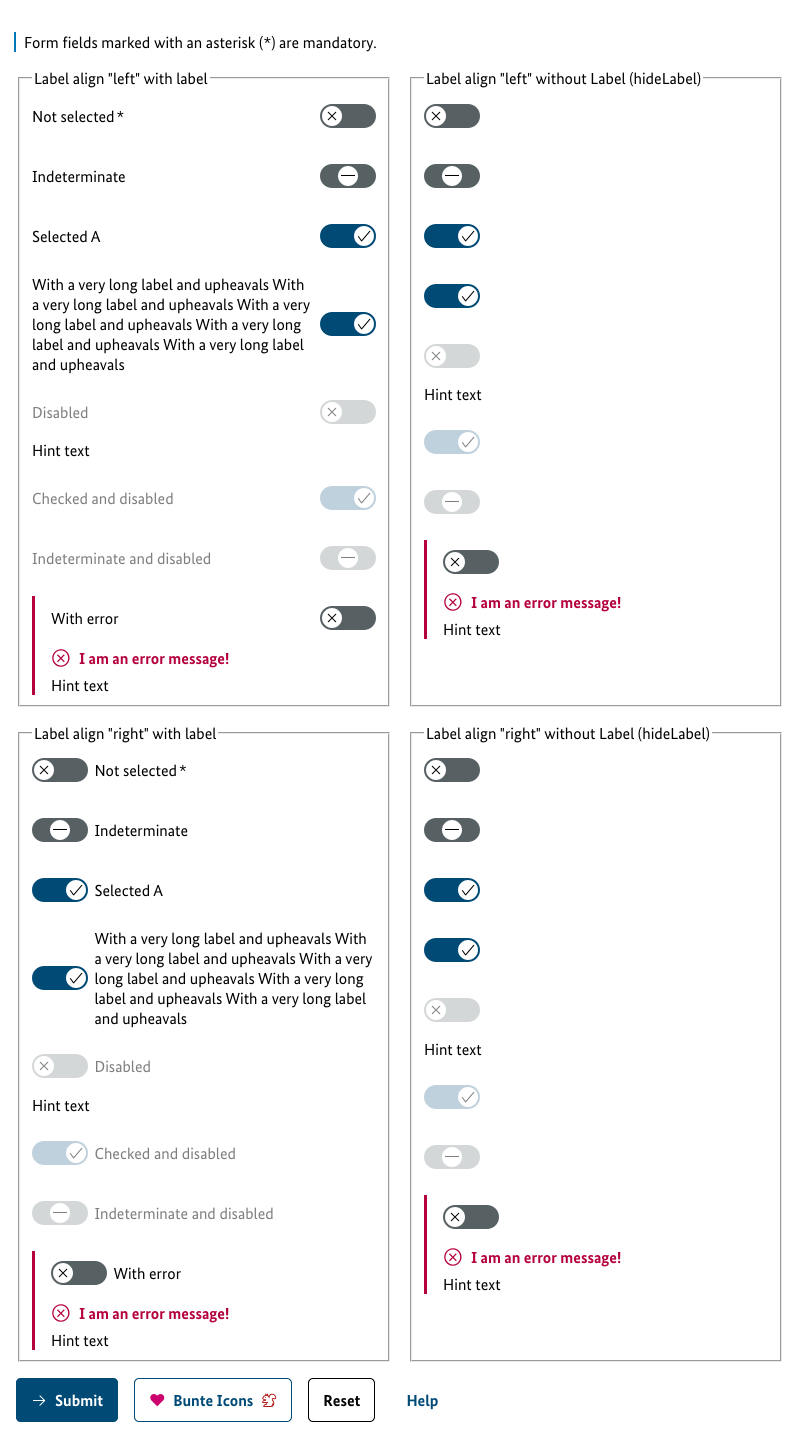 Form fields marked with an asterisk (*) are mandatory.
Label align "left" with label
Not selected *
Indeterminate
Selected A
With a very long label and upheavals With
a very long label and upheavals With a very
long label and upheavals With a very long
label and upheavals With a very long label
and upheavals
Disabled
Hint text
Checked and disabled
Indeterminate and disabled
With error
I am an error message!
Hint text
Label align "left" without Label (hideLabel)
Hint text
I am an error message!
Hint text
Label align "right" with label
Not selected *
Indeterminate
Selected A
With a very long label and upheavals With
a very long label and upheavals With a very
long label and upheavals With a very long
label and upheavals With a very long label
and upheavals
Disabled
Hint text
Checked and disabled
Indeterminate and disabled
With error
I am an error message!
Hint text
Label align "right" without Label (hideLabel)
Hint text
I am an error message!
Hint text
Submit
Bunte Icons
Reset
Help